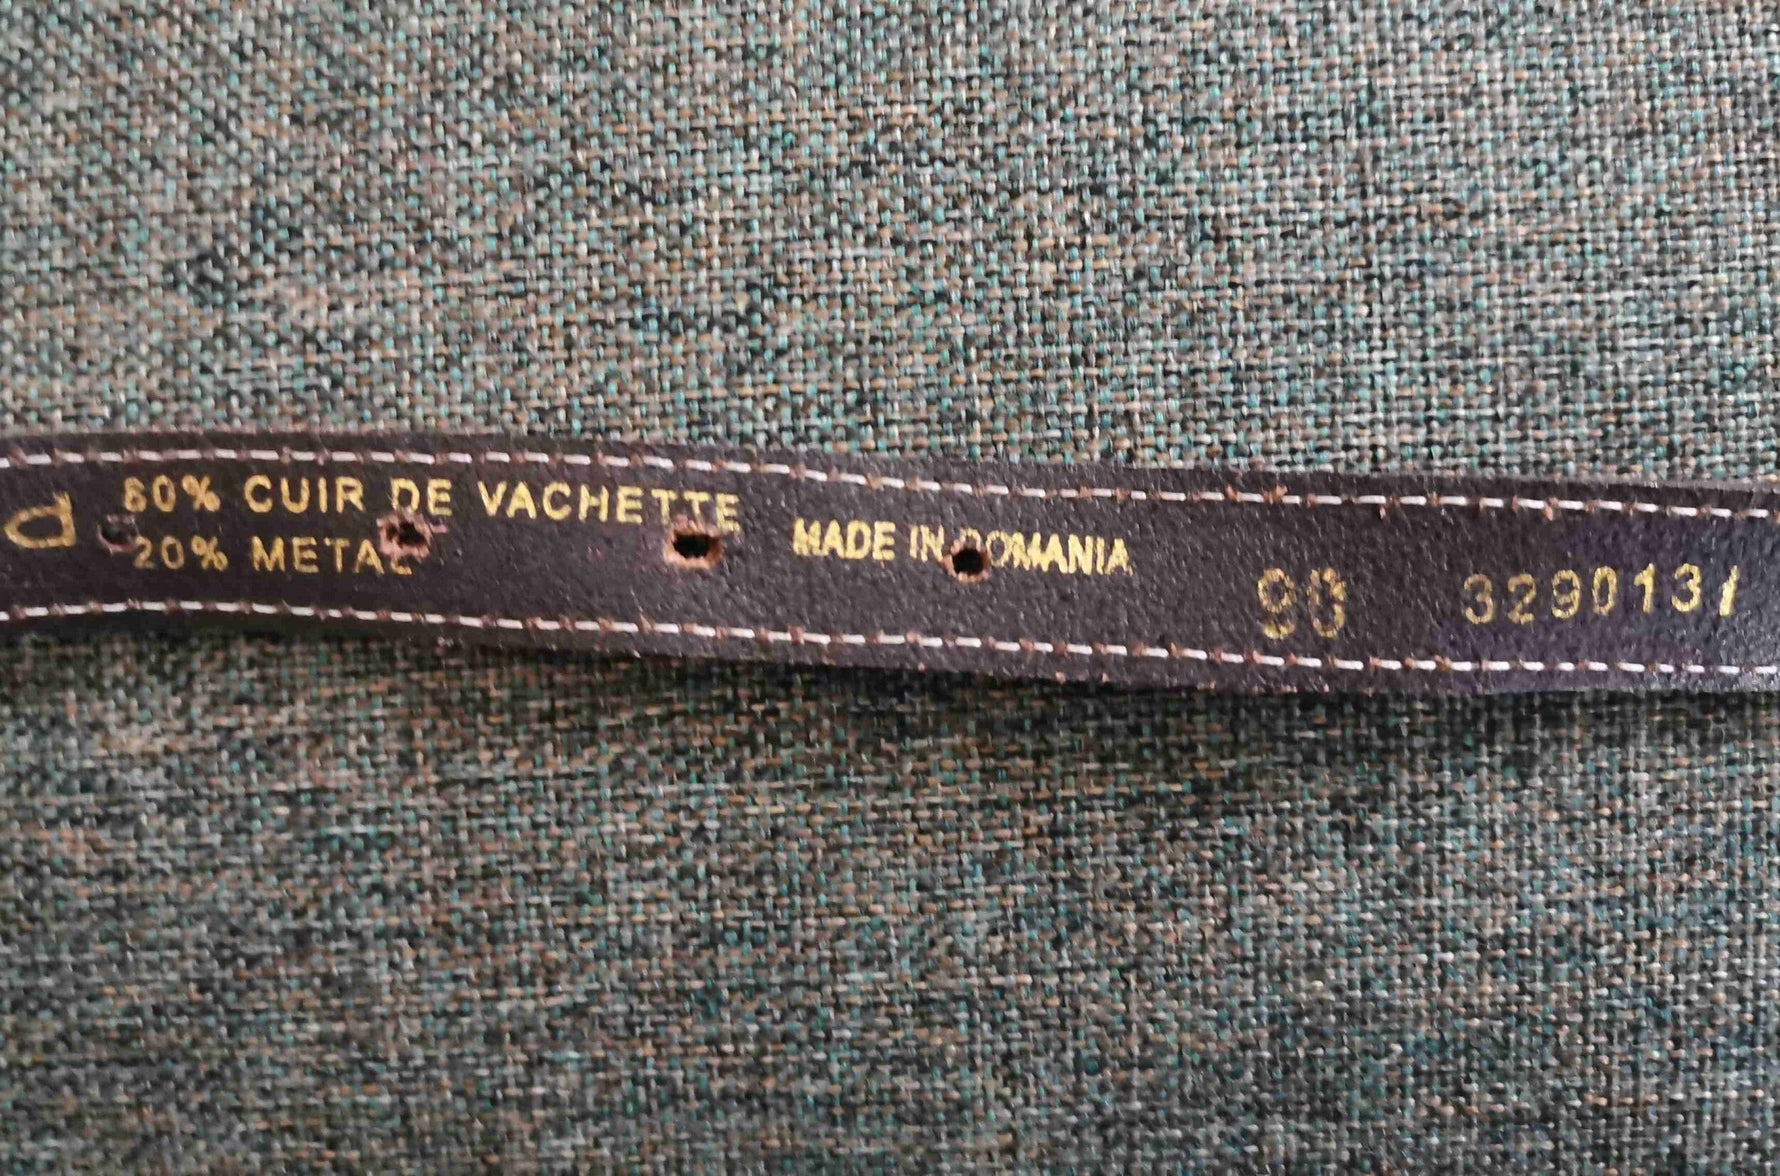 80% CUIR DE VACHETTE
20% METAL
MADE IN ROMANIA
90
3290131